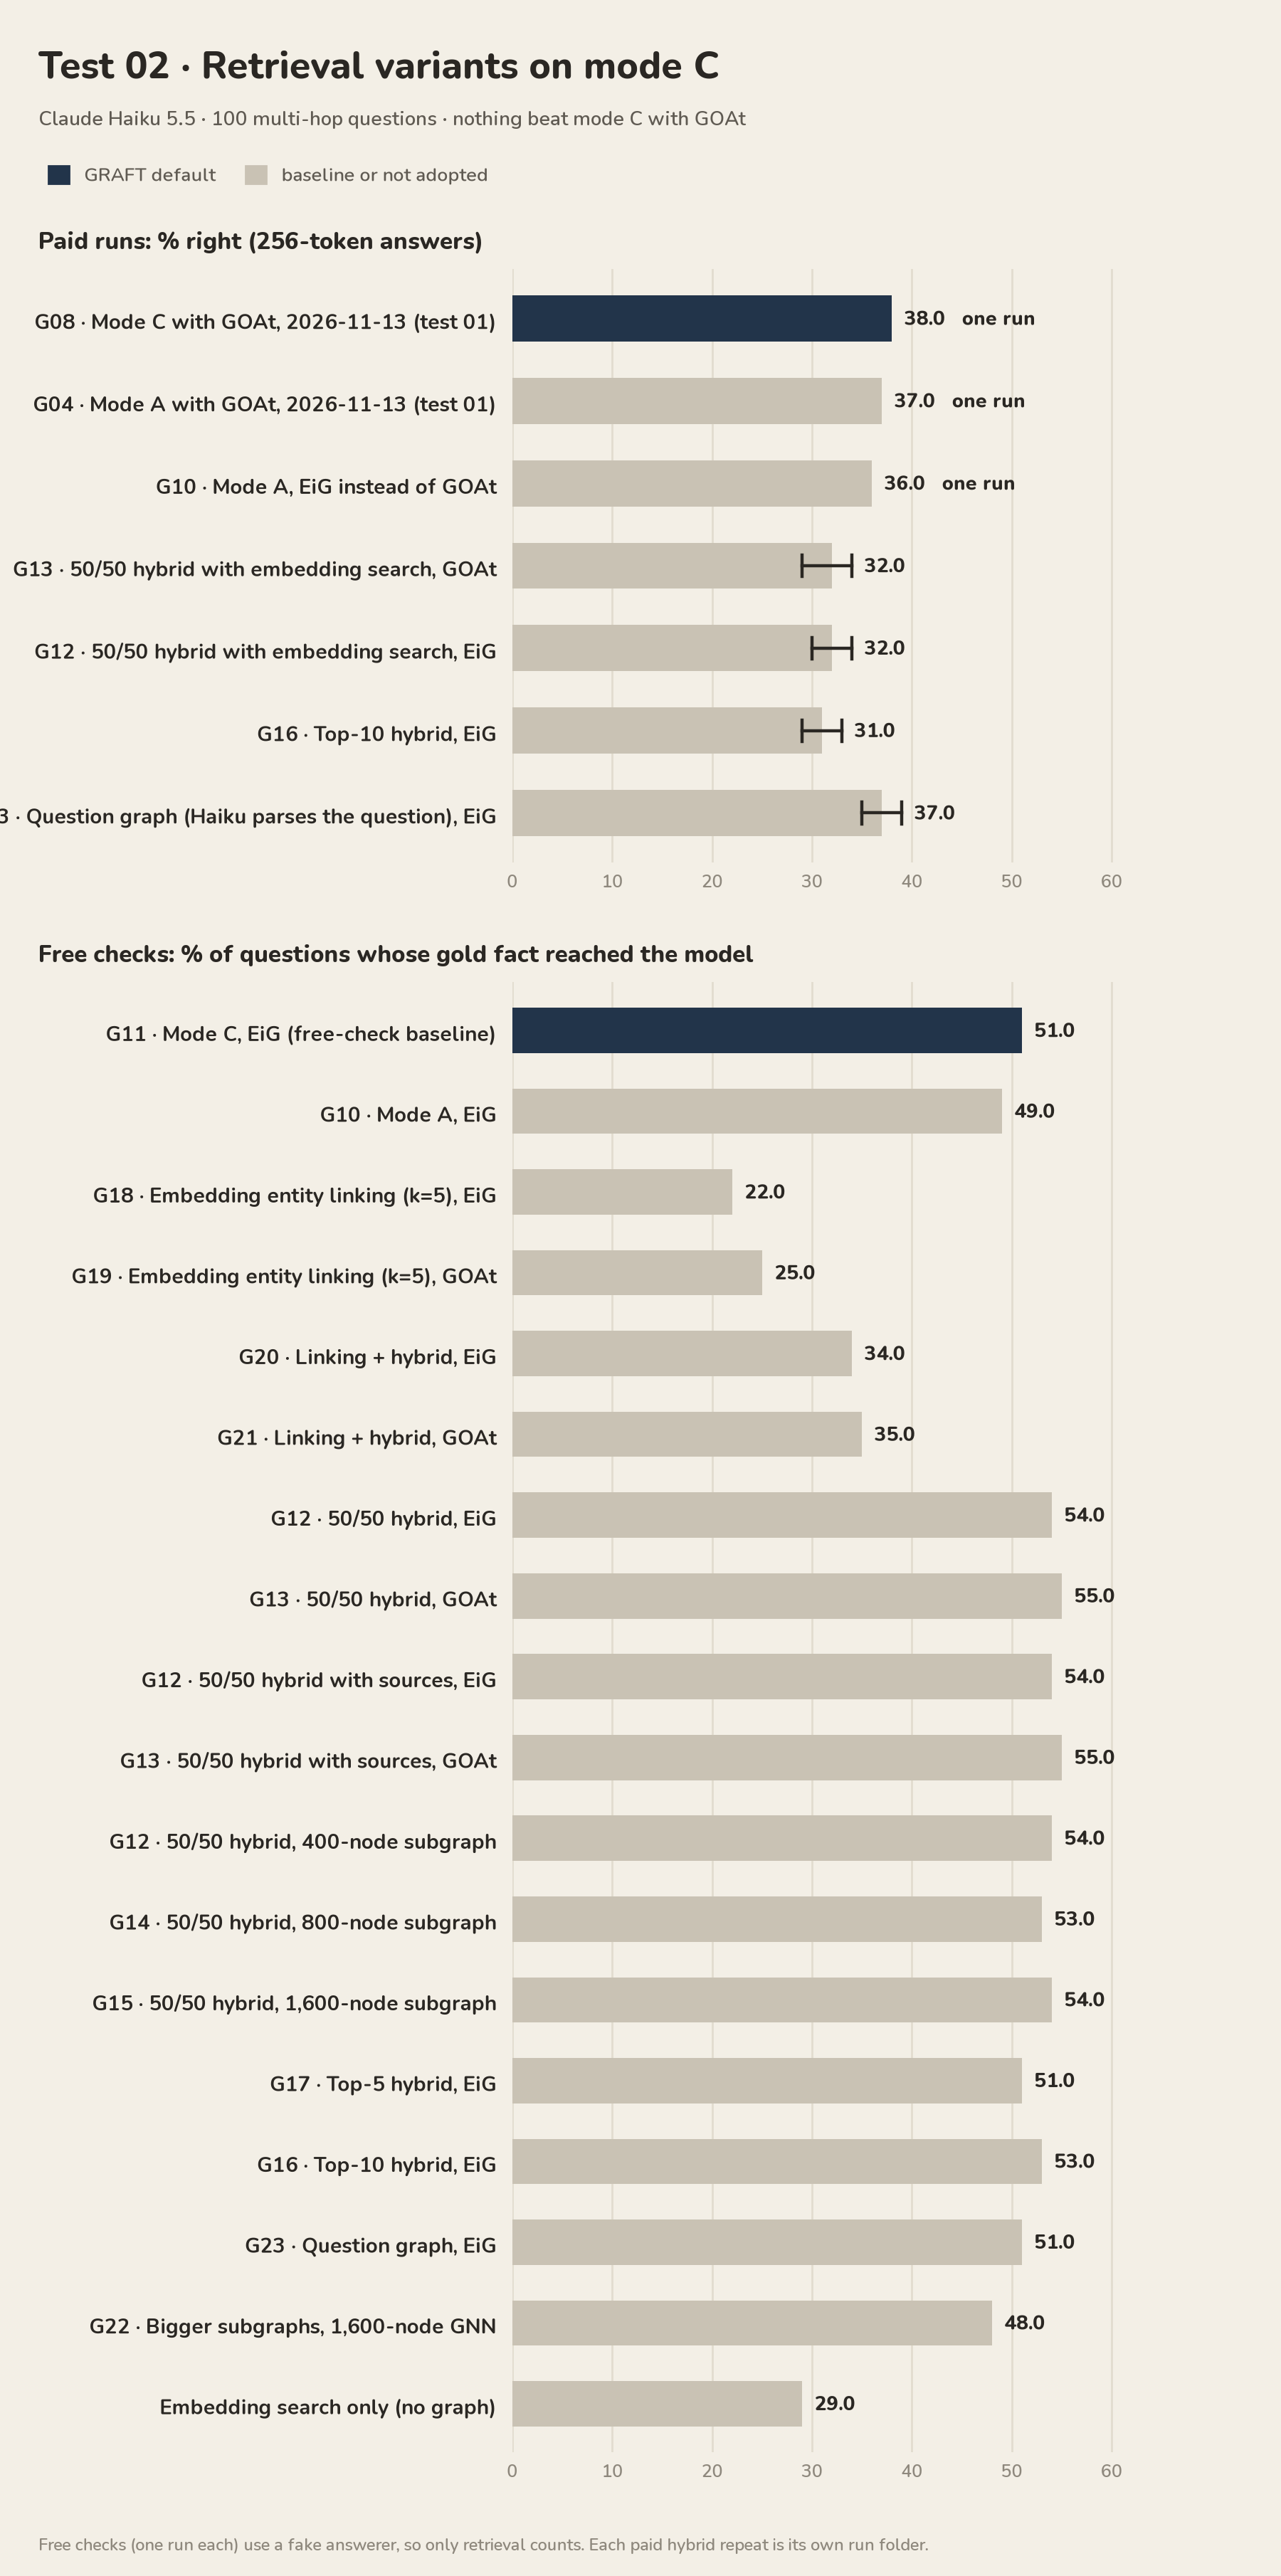 Test 02 · Retrieval variants on mode C
Claude Haiku 5.5 · 100 multi-hop questions · nothing beat mode C with GOAt
GRAFT default baseline or not adopted
Paid runs: % right (256-token answers)
G08 · Mode C with GOAt, 2026-11-13 (test 01) 38.0 one run
G04 · Mode A with GOAt, 2026-11-13 (test 01) 37.0 one run
G10 · Mode A, EiG instead of GOAt 36.0 one run
G13 · 50/50 hybrid with embedding search, GOAt 32.0
G12 · 50/50 hybrid with embedding search, EiG 32.0
G16 · Top-10 hybrid, EiG 31.0
3 · Question graph (Haiku parses the question), EiG 37.0
0 10 20 30 40 50 60
Free checks: % of questions whose gold fact reached the model
G11 · Mode C, EiG (free-check baseline) 51.0
G10 · Mode A, EiG 49.0
G18 · Embedding entity linking (k=5), EiG 22.0
G19 · Embedding entity linking (k=5), GOAt 25.0
G20 · Linking + hybrid, EiG 34.0
G21 · Linking + hybrid, GOAt 35.0
G12 · 50/50 hybrid, EiG 54.0
G13 · 50/50 hybrid, GOAt 55.0
G12 · 50/50 hybrid with sources, EiG 54.0
G13 · 50/50 hybrid with sources, GOAt 55.0
G12 · 50/50 hybrid, 400-node subgraph 54.0
G14 · 50/50 hybrid, 800-node subgraph 53.0
G15 · 50/50 hybrid, 1,600-node subgraph 54.0
G17 · Top-5 hybrid, EiG 51.0
G16 · Top-10 hybrid, EiG 53.0
G23 · Question graph, EiG 51.0
G22 · Bigger subgraphs, 1,600-node GNN 48.0
Embedding search only (no graph) 29.0
0 10 20 30 40 50 60
Free checks (one run each) use a fake answerer, so only retrieval counts. Each paid hybrid repeat is its own run folder.